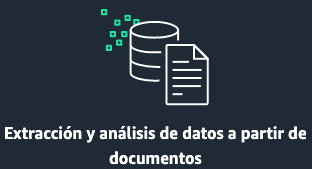 Extracción y análisis de datos a partir de
documentos